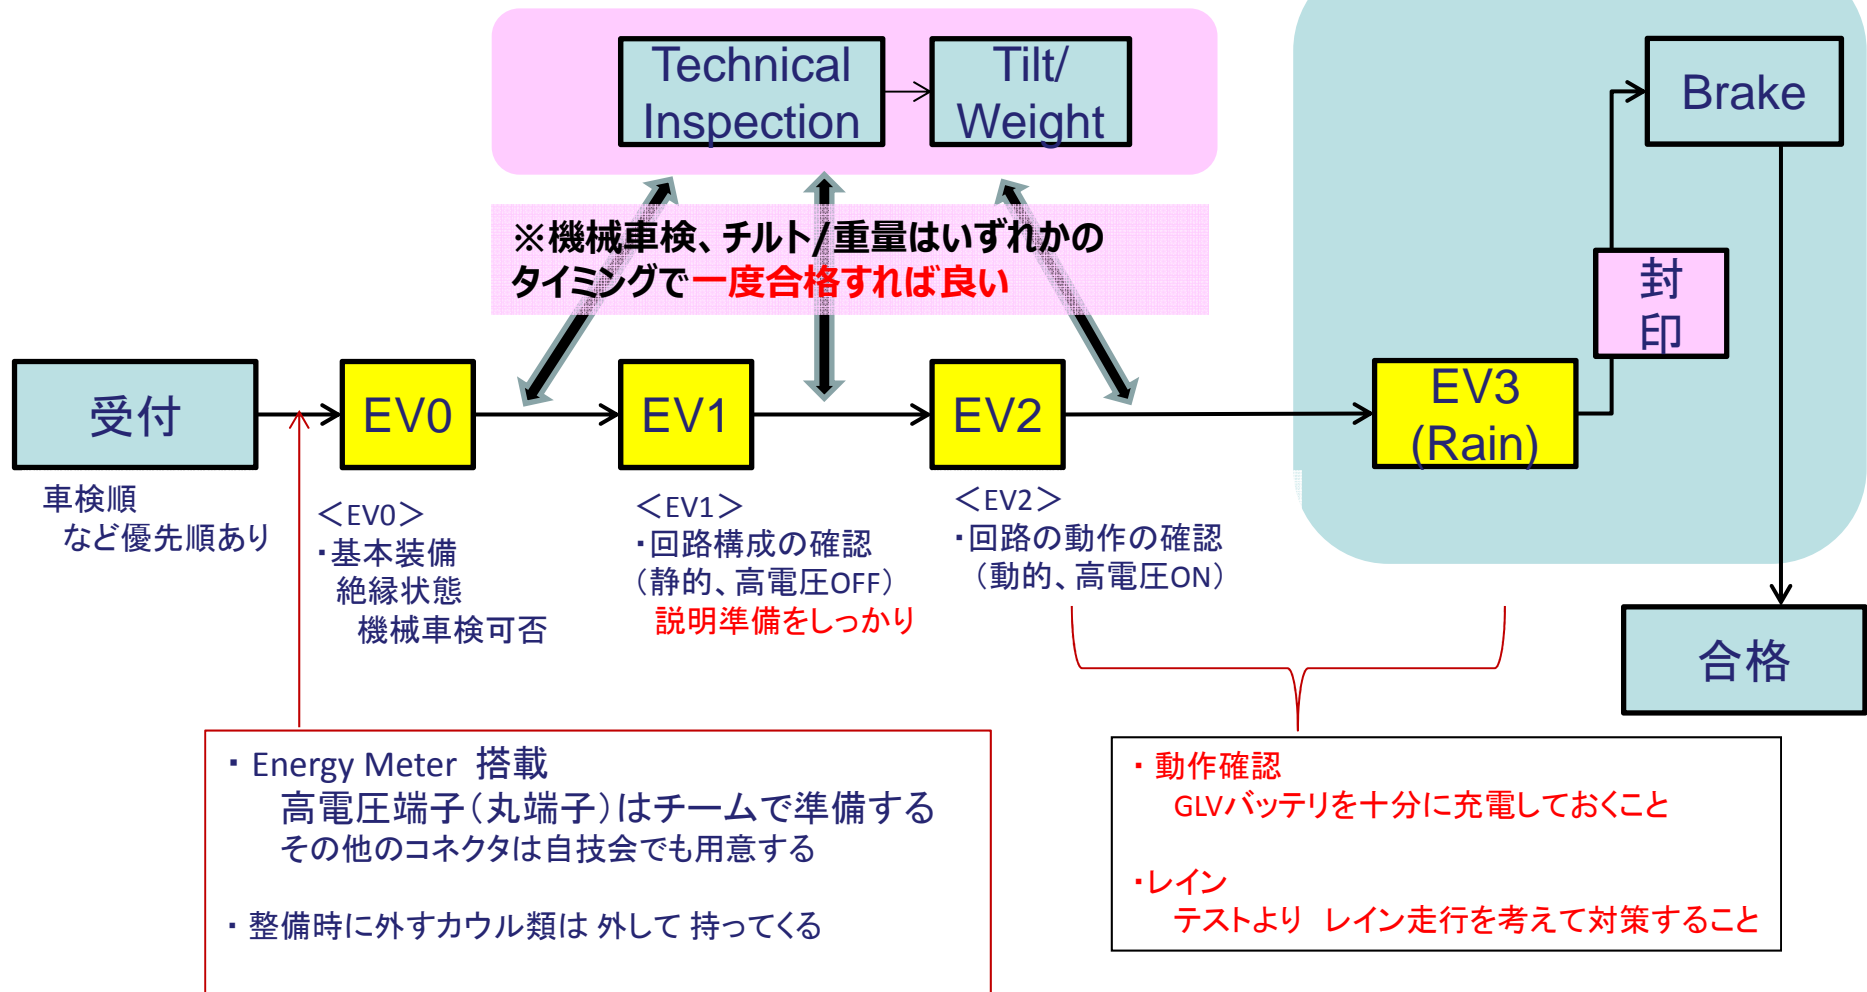 Technical
Inspection
Tilt/
Weight
Brake
※機械車検、チルト/重量はいずれかの
タイミングで一度合格すれば良い
封
印
受付
EV0
EV1
EV2
EV3
(Rain)
車検順
など優先順あり
＜EV0＞
・基本装備
絶縁状態
機械車検可否
＜EV1＞
・回路構成の確認
（静的、高電圧OFF）
説明準備をしっかり
＜EV2＞
・回路の動作の確認
（動的、高電圧ON）
合格
・Energy Meter 搭載
高電圧端子（丸端子）はチームで準備する
その他のコネクタは自技会でも用意する
・整備時に外すカウル類は 外して 持ってくる
・動作確認
GLVバッテリを十分に充電しておくこと
・レイン
テストより　レイン走行を考えて対策すること